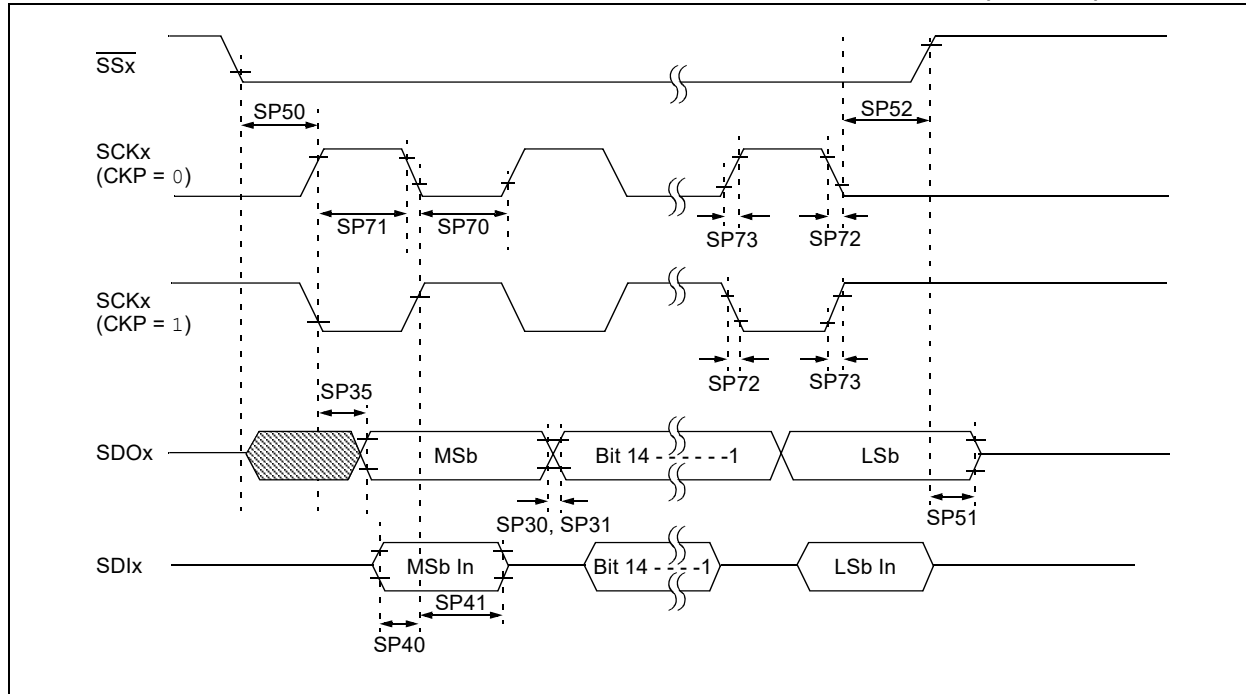 SSx
SP50
SP52
SCKx
(CKP = 0)
SP71
SP70
SP73
SP72
SCKx
(CKP = 1)
SP72
SP73
SP35
SDOx
MSb
Bit 14 - - - - - -1
LSb
SP30, SP31
SP51
SDIx
MSb In
Bit 14 - - - -1
LSb In
SP41
SP40